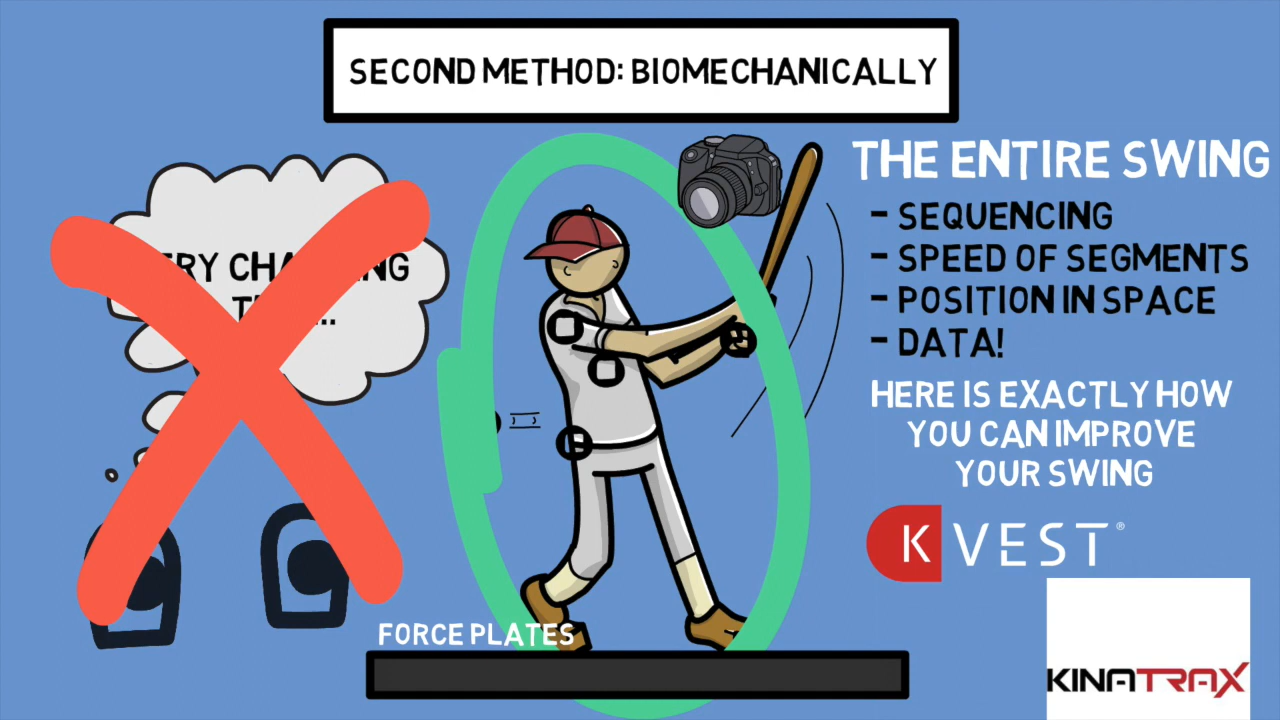 SECOND METHOD: BIOMECHANICALLY
THE ENTIRE SWING
- SEQUENCING
- SPEED OF SEGMENTS
- POSITION IN SPACE
- DATA!
HERE IS EXACTLY HOW
YOU CAN IMPROVE
YOUR SWING
K VEST®
FORCE PLATES
KINATRAX